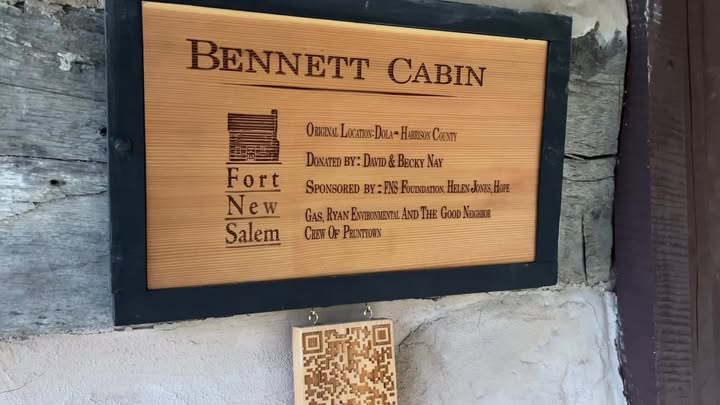 BENNETT CABIN
Fort
New
Salem
ORIGINAL LOCATION: DOLA - HARRISON COUNTY
DONATED BY: DAVID & BECKY NAY
SPONSORED BY: FNS FOUNDATION, HELEN JONES, HOPE
GAS, RYAN ENVIRONMENTAL AND THE GOOD NEIGHBOR
CREW OF PRUNTYOWN